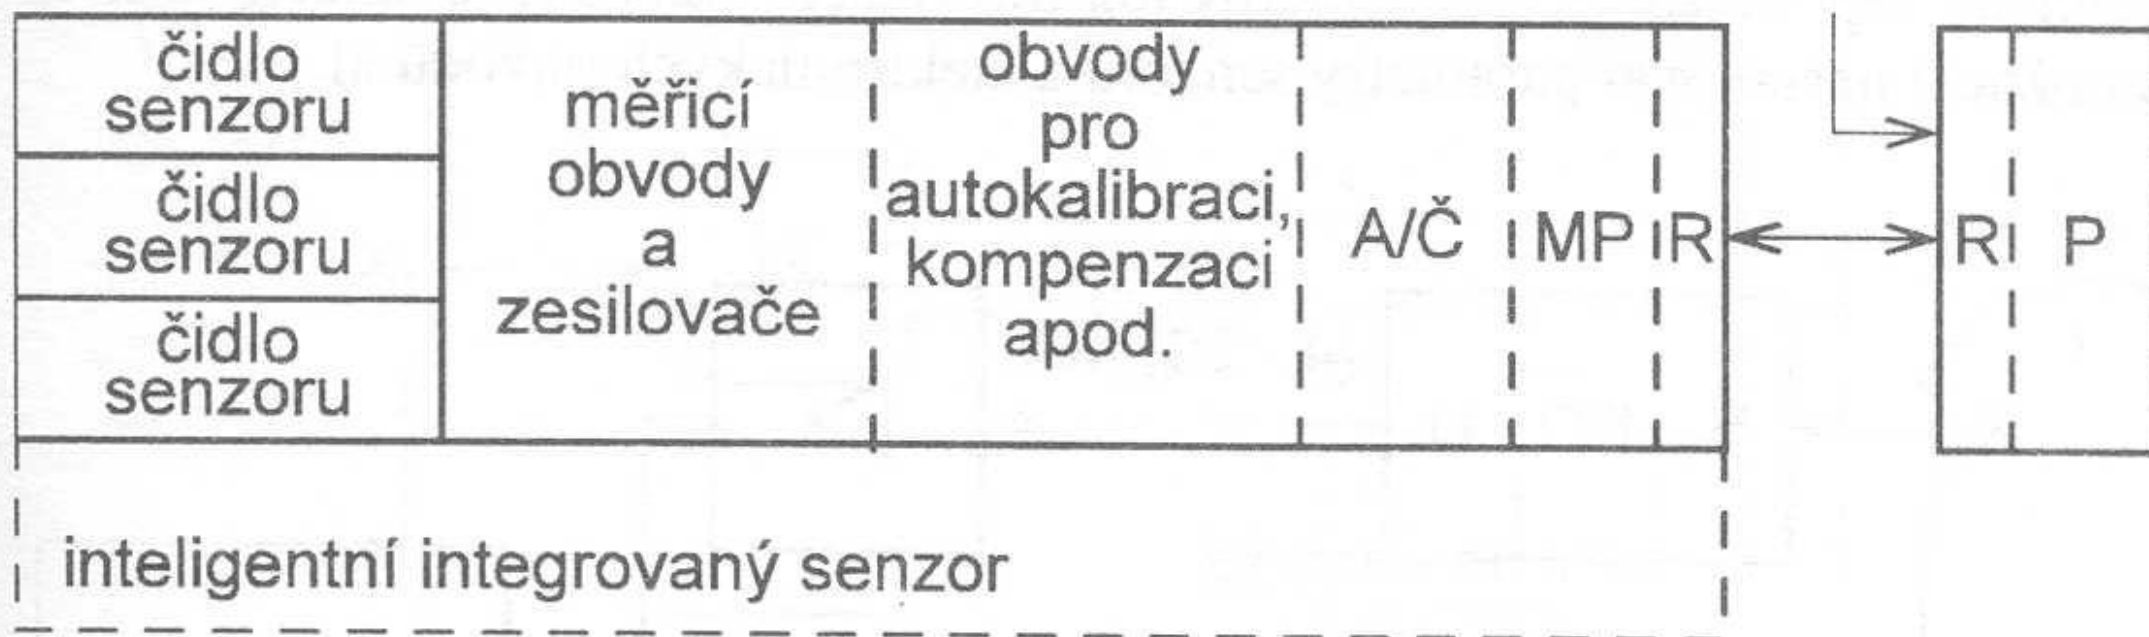 čidlo
senzoru
čidlo
senzoru
čidlo
senzoru
měřicí
obvody
a
zesilovače
obvody
pro
autokalibraci,
kompenzaci
apod.
A/Č
MP
R
R
P
inteligentní integrovaný senzor